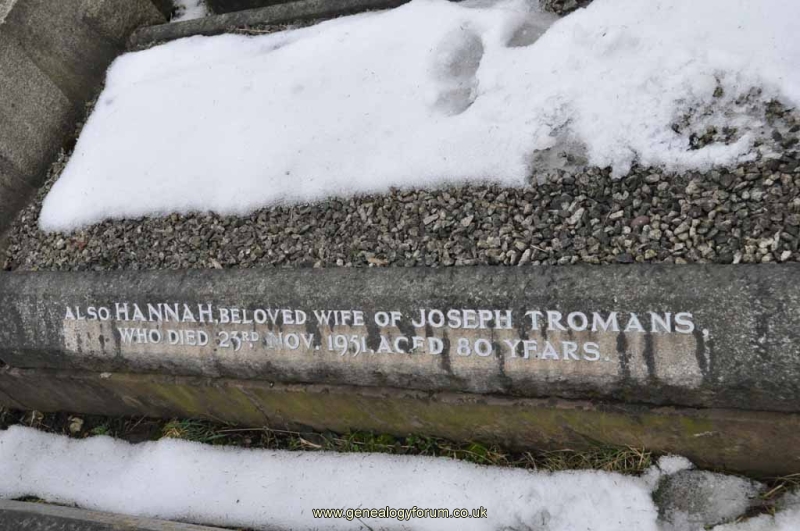 ALSO HANNAH, BELOVED WIFE OF JOSEPH TROMANS,
WHO DIED 23RD NOV. 1951, AGED 80 YEARS.
www.genealogyforum.co.uk